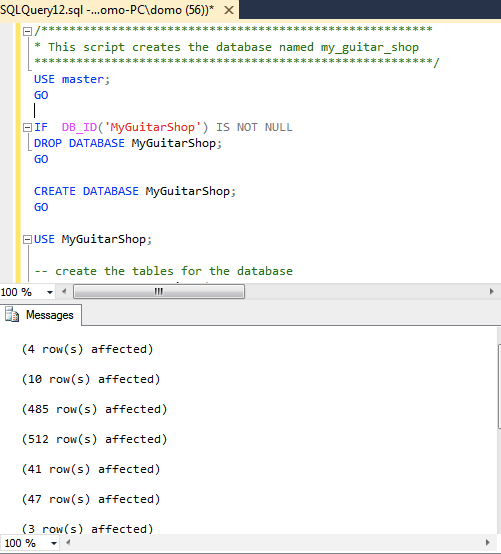 SQLQuery12.sql -...omo-PC\domo (56))*
/********************************************************
* This script creates the database named my_guitar_shop
*********************************************************/
USE master;
GO
IF  DB_ID('MyGuitarShop') IS NOT NULL
DROP DATABASE MyGuitarShop;
GO
CREATE DATABASE MyGuitarShop;
GO
USE MyGuitarShop;
-- create the tables for the database
100 %
Messages
(4 row(s) affected)
(10 row(s) affected)
(485 row(s) affected)
(512 row(s) affected)
(41 row(s) affected)
(47 row(s) affected)
(3 row(s) affected)
100 %